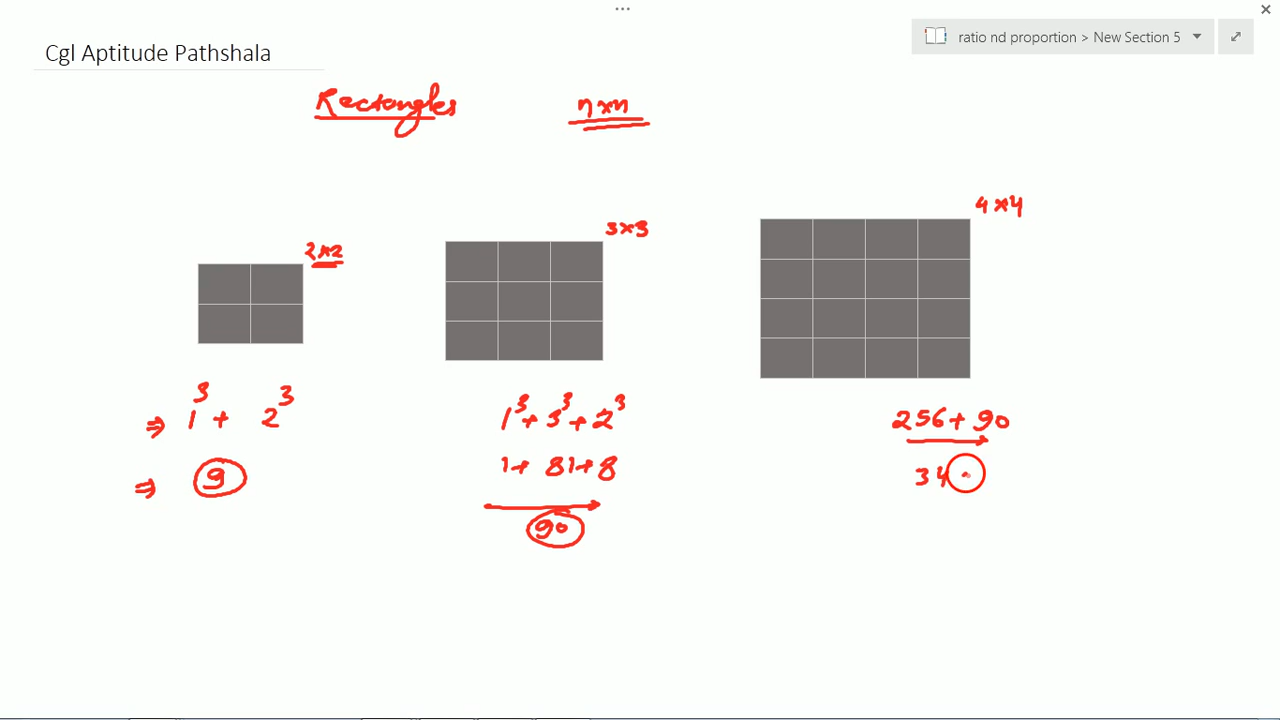 Cgl Aptitude Pathshala
ratio nd proportion > New Section 5
Rectangles
n×n
2×2
3×3
4×4
⇒ 1³ + 2³
⇒ 9
1³ + 3³ + 2³
1 + 81 + 8
90
256 + 90
34